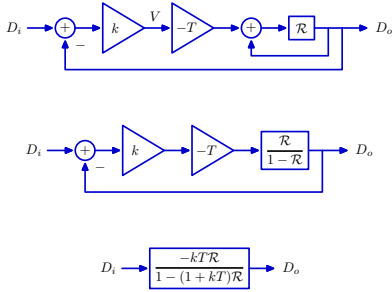 D_i + − k V −T + ℛ D_o
D_i + − k −T ℛ / (1 − ℛ) D_o
D_i −kTℛ / (1 − (1 + kT)ℛ) D_o